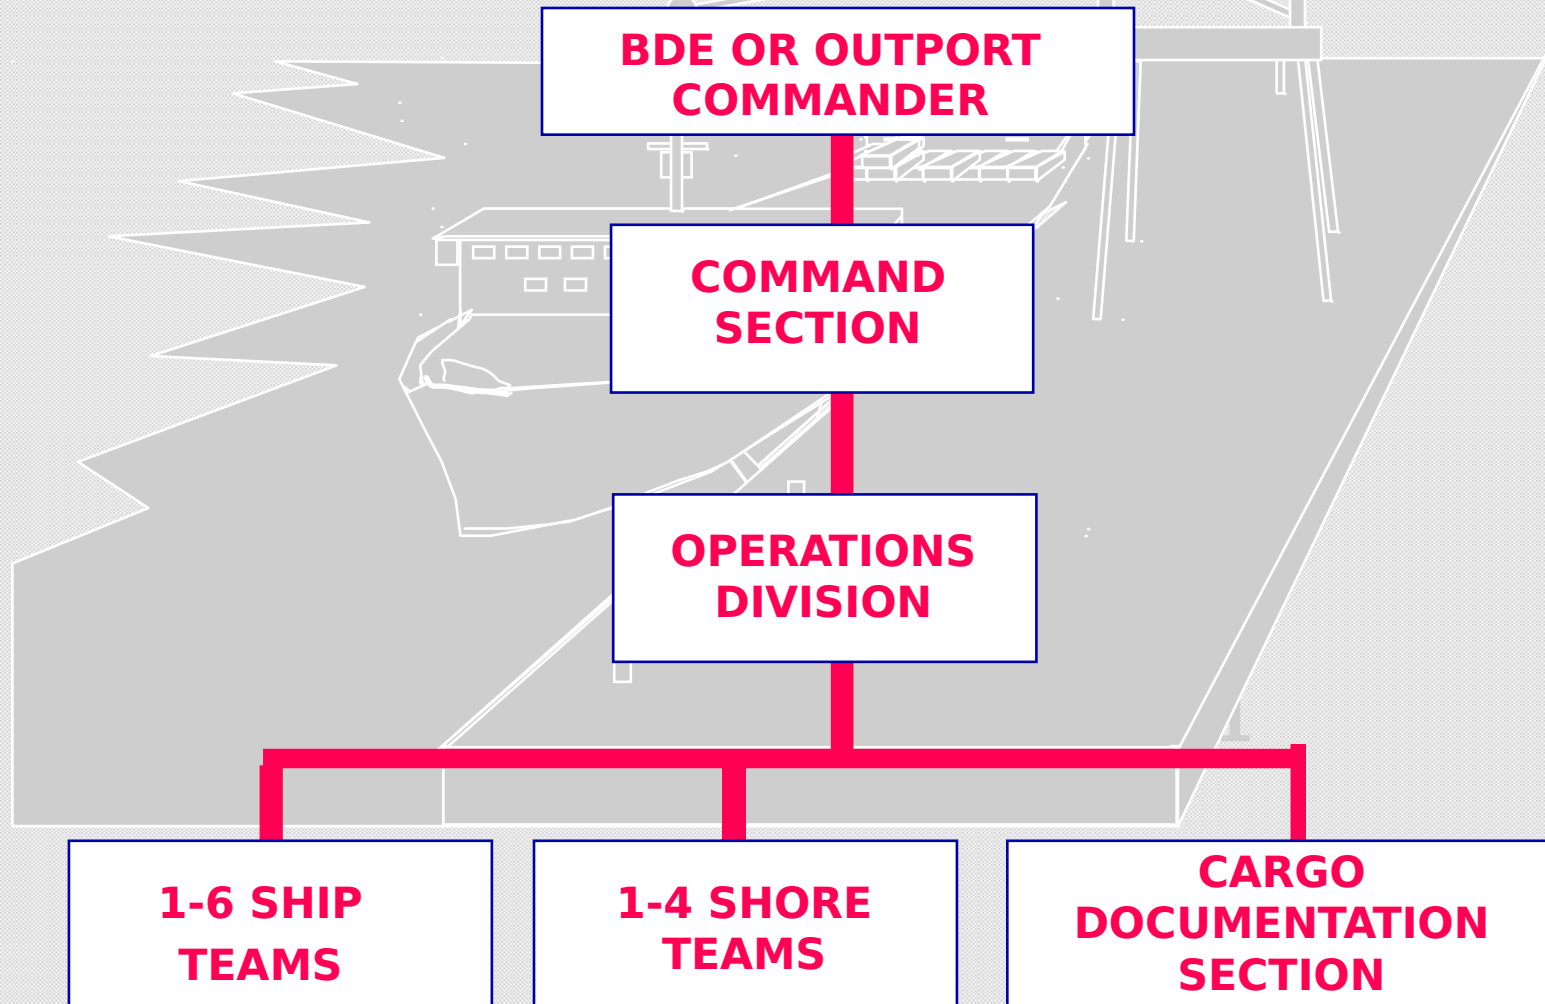 BDE OR OUTPORT
COMMANDER
COMMAND
SECTION
OPERATIONS
DIVISION
1-6 SHIP
TEAMS
1-4 SHORE
TEAMS
CARGO
DOCUMENTATION
SECTION